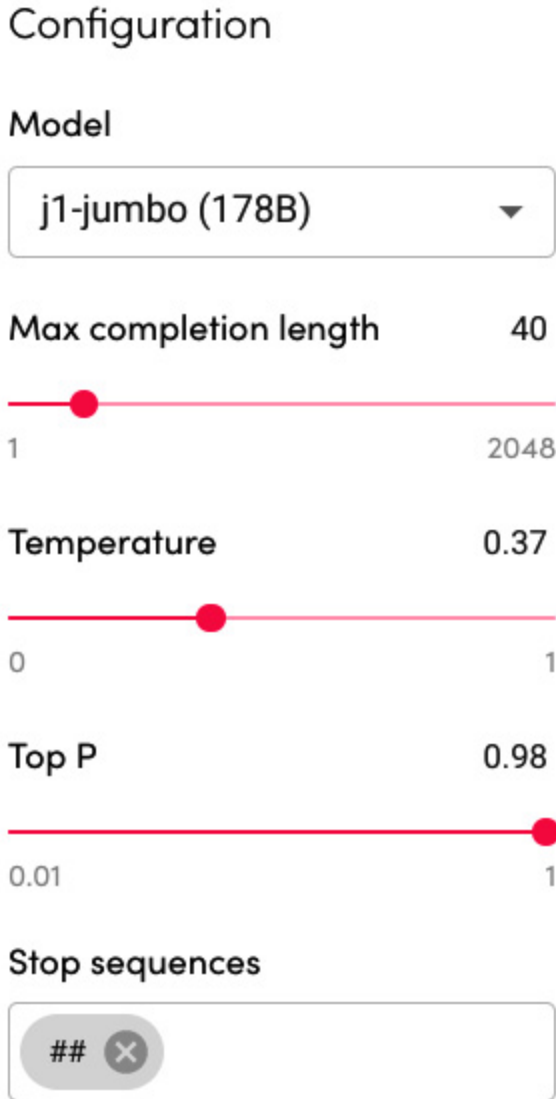 Configuration
Model
j1-jumbo (178B)
Max completion length 40
1 2048
Temperature 0.37
0 1
Top P 0.98
0.01 1
Stop sequences
##